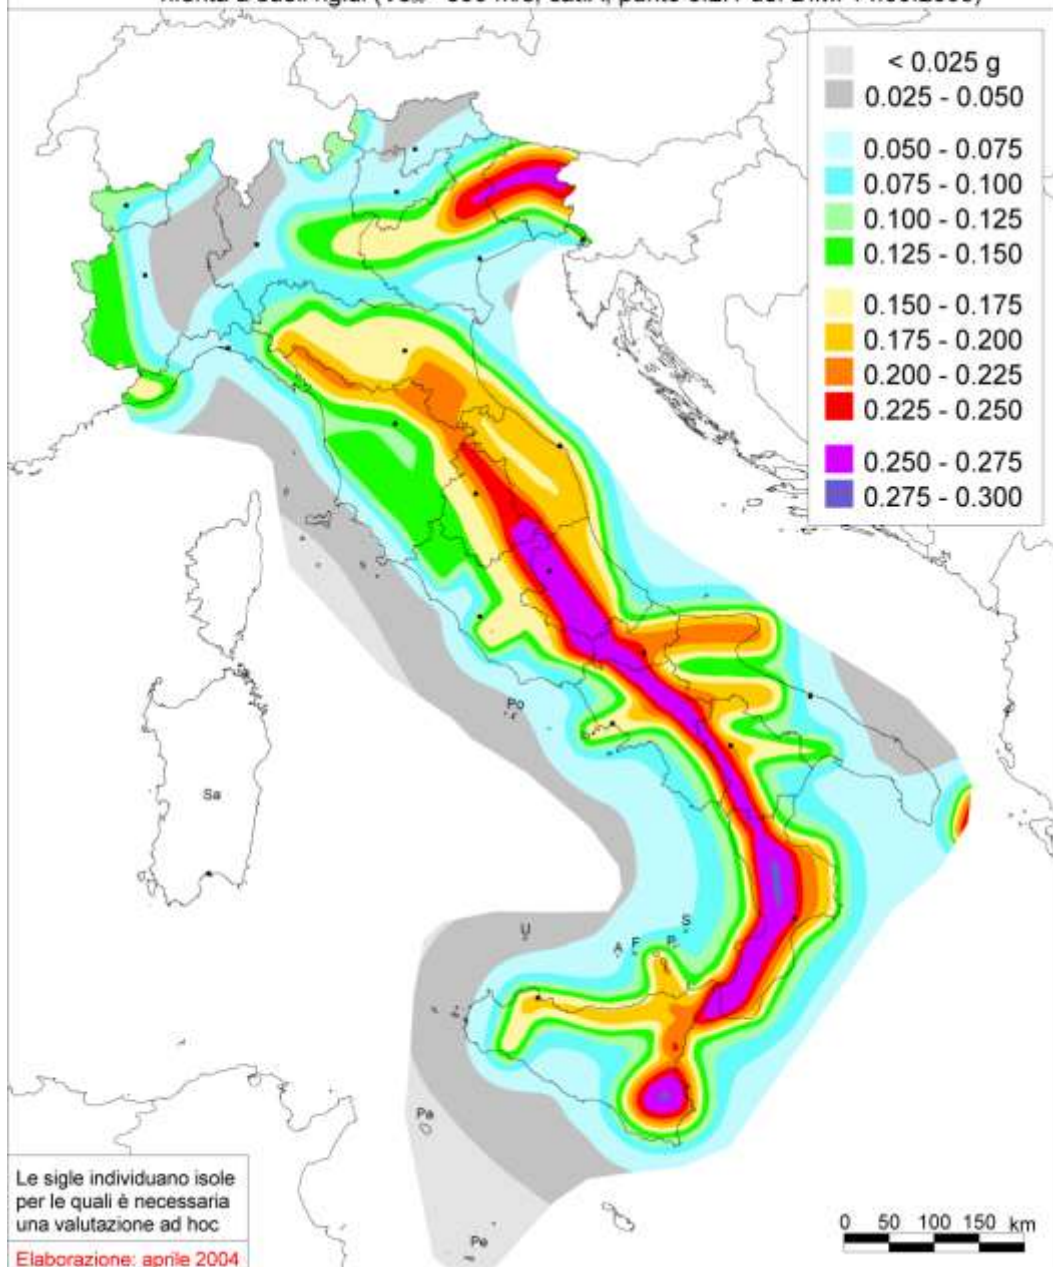 < 0.025 g
0.025 - 0.050
0.050 - 0.075
0.075 - 0.100
0.100 - 0.125
0.125 - 0.150
0.150 - 0.175
0.175 - 0.200
0.200 - 0.225
0.225 - 0.250
0.250 - 0.275
0.275 - 0.300
Po
Sa
S
U
A F P
Pa
Pe
Le sigle individuano isole
per le quali è necessaria
una valutazione ad hoc
Elaborazione: aprile 2004
0 50 100 150 km